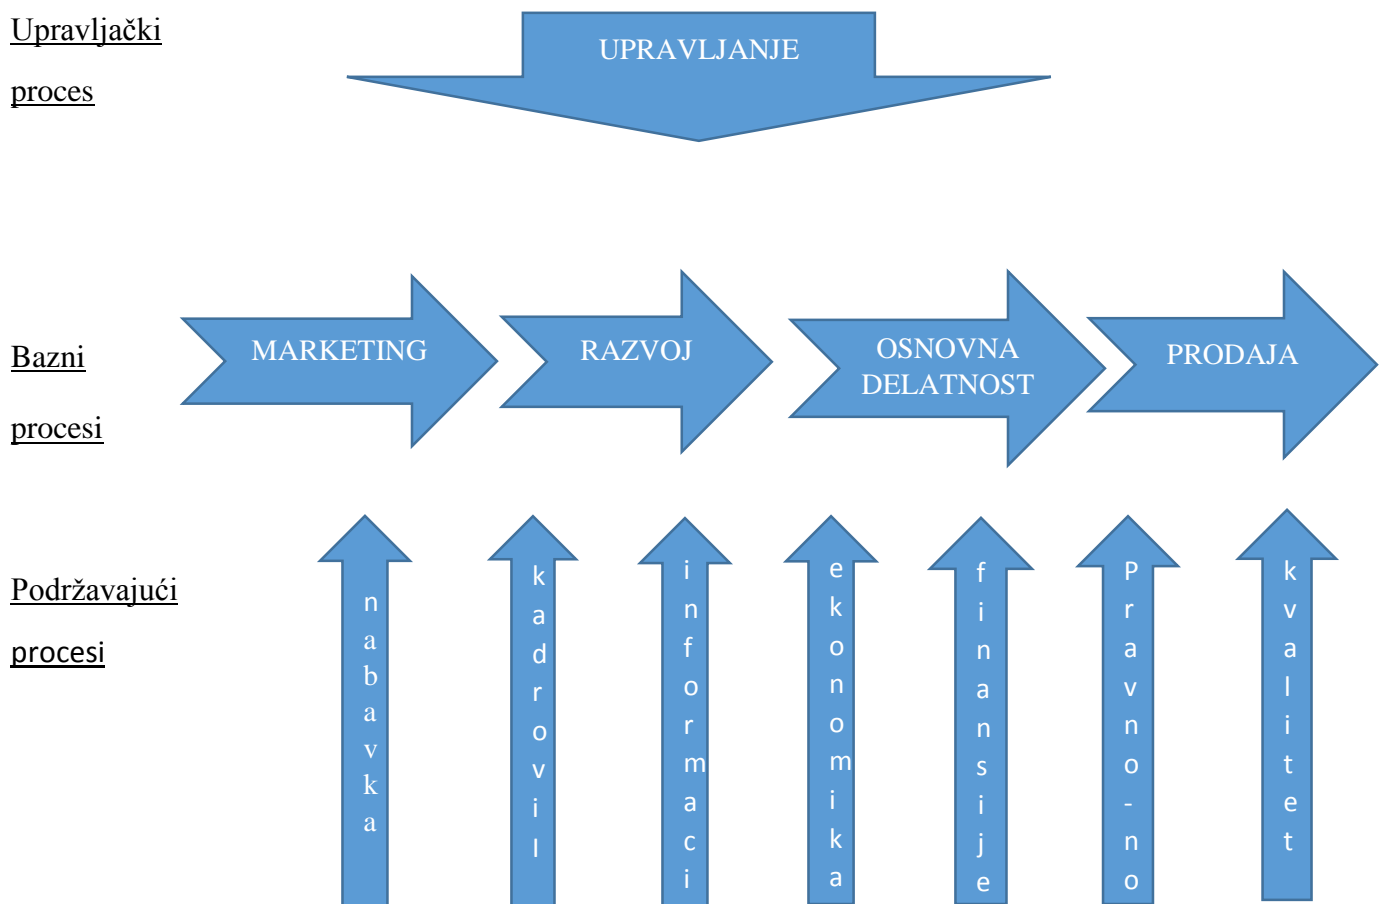 Upravljački
proces
UPRAVLJANJE
Bazni
procesi
MARKETING
RAZVOJ
OSNOVNA
DELATNOST
PRODAJA
Podržavajući
procesi
nabavka
kadrovil
informaci
ekonomika
finansije
Pravno-no
kvalitet